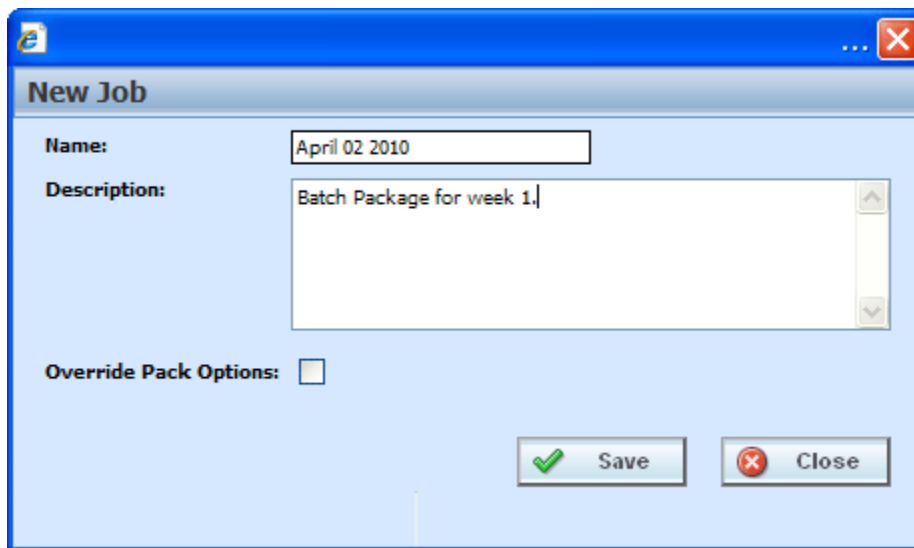 ...
New Job
Name: April 02 2010
Description: Batch Package for week 1.
Override Pack Options:
Save Close